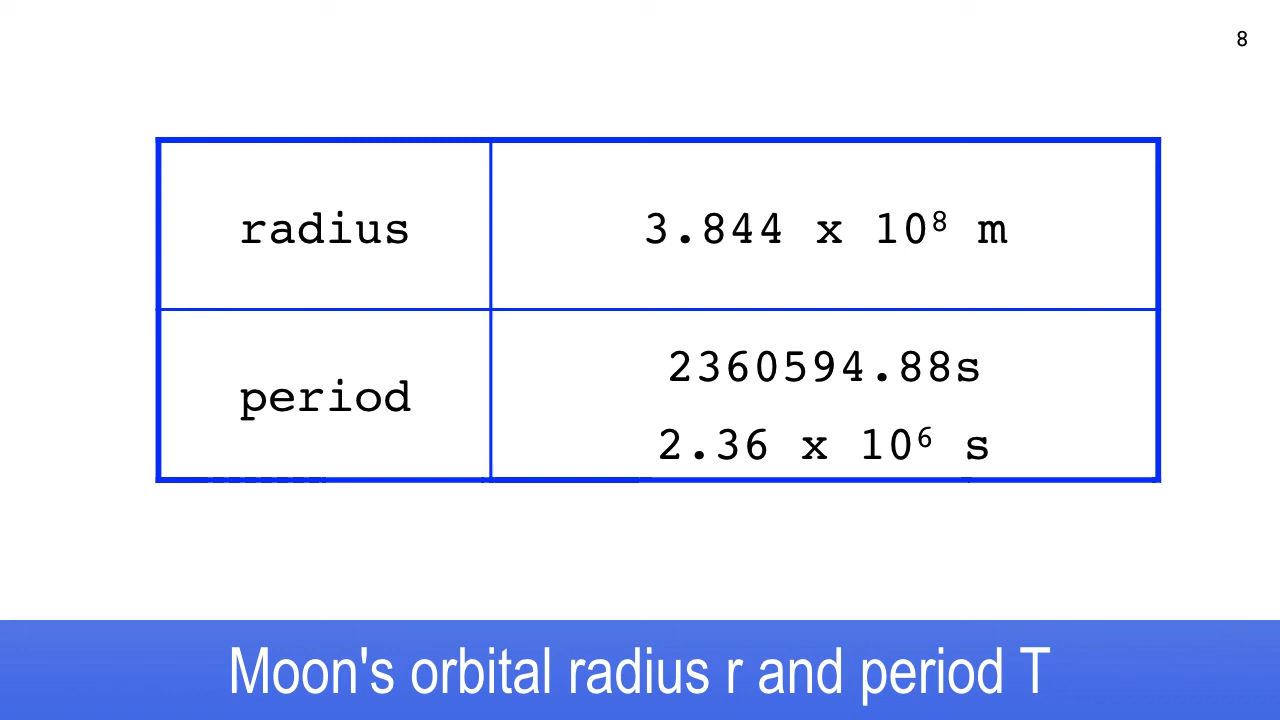 8
radius
3.844 x 10⁸ m
period
2360594.88s
2.36 x 10⁶ s
Moon's orbital radius r and period T